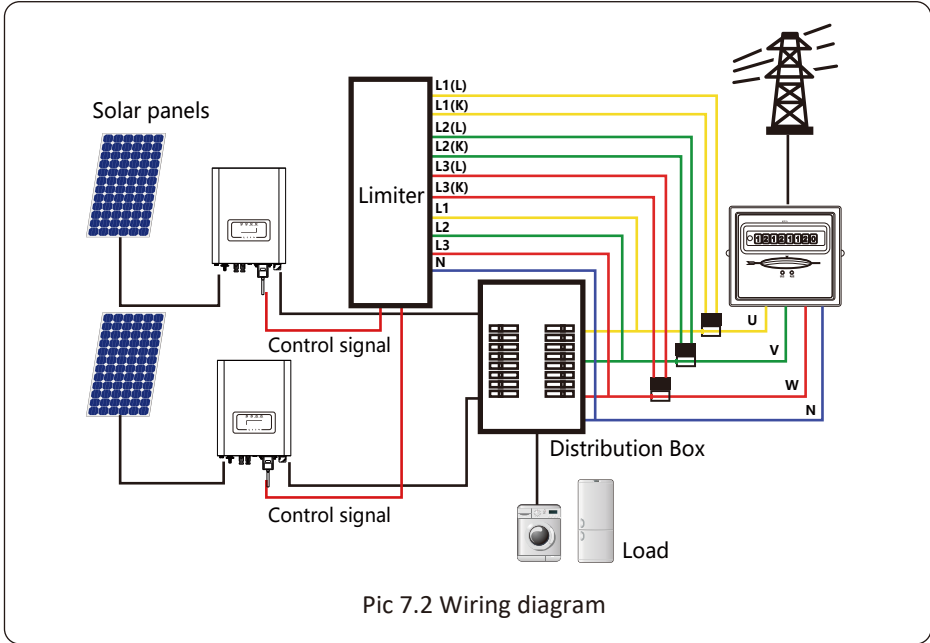 Solar panels
Limiter
L1(L)
L1(K)
L2(L)
L2(K)
L3(L)
L3(K)
L1
L2
L3
N
Control signal
Control signal
12121120
U
V
W
N
Distribution Box
Load
Pic 7.2 Wiring diagram